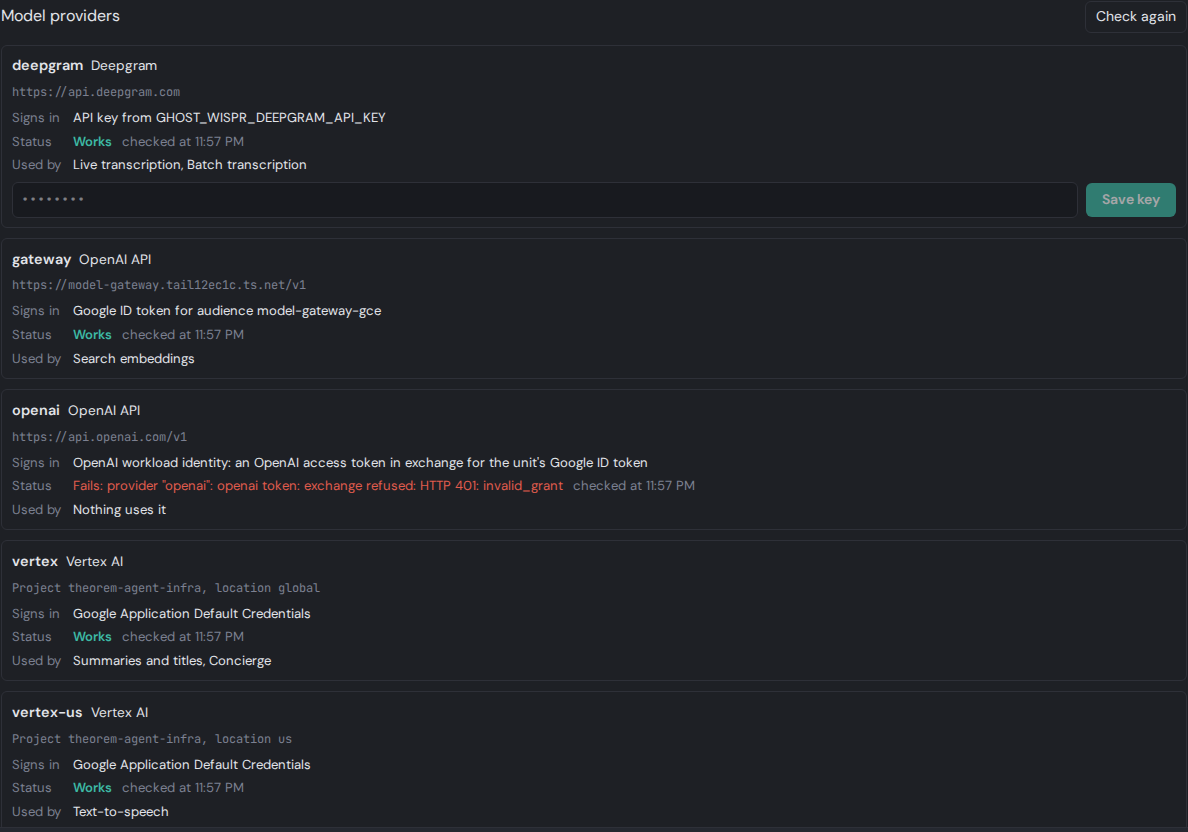 Model providers
Check again
deepgram Deepgram
https://api.deepgram.com
Signs in API key from GHOST_WISPR_DEEPGRAM_API_KEY
Status Works checked at 11:57 PM
Used by Live transcription, Batch transcription
••••••••
Save key
gateway OpenAI API
https://model-gateway.tail12ec1c.ts.net/v1
Signs in Google ID token for audience model-gateway-gce
Status Works checked at 11:57 PM
Used by Search embeddings
openai OpenAI API
https://api.openai.com/v1
Signs in OpenAI workload identity: an OpenAI access token in exchange for the unit's Google ID token
Status Fails: provider "openai": openai token: exchange refused: HTTP 401: invalid_grant checked at 11:57 PM
Used by Nothing uses it
vertex Vertex AI
Project theorem-agent-infra, location global
Signs in Google Application Default Credentials
Status Works checked at 11:57 PM
Used by Summaries and titles, Concierge
vertex-us Vertex AI
Project theorem-agent-infra, location us
Signs in Google Application Default Credentials
Status Works checked at 11:57 PM
Used by Text-to-speech